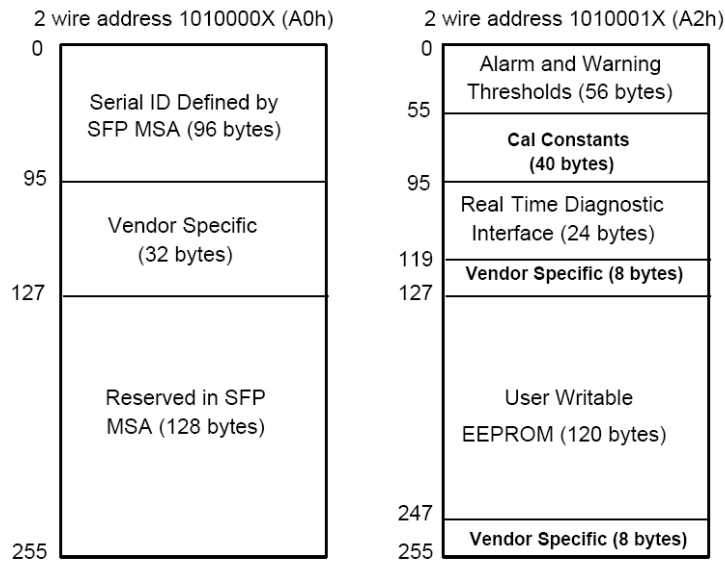 2 wire address 1010000X (A0h)
0
Serial ID Defined by
SFP MSA (96 bytes)
95
Vendor Specific
(32 bytes)
127
Reserved in SFP
MSA (128 bytes)
255
2 wire address 1010001X (A2h)
0
Alarm and Warning
Thresholds (56 bytes)
55
Cal Constants
(40 bytes)
95
Real Time Diagnostic
Interface (24 bytes)
119
Vendor Specific (8 bytes)
127
User Writable
EEPROM (120 bytes)
247
Vendor Specific (8 bytes)
255